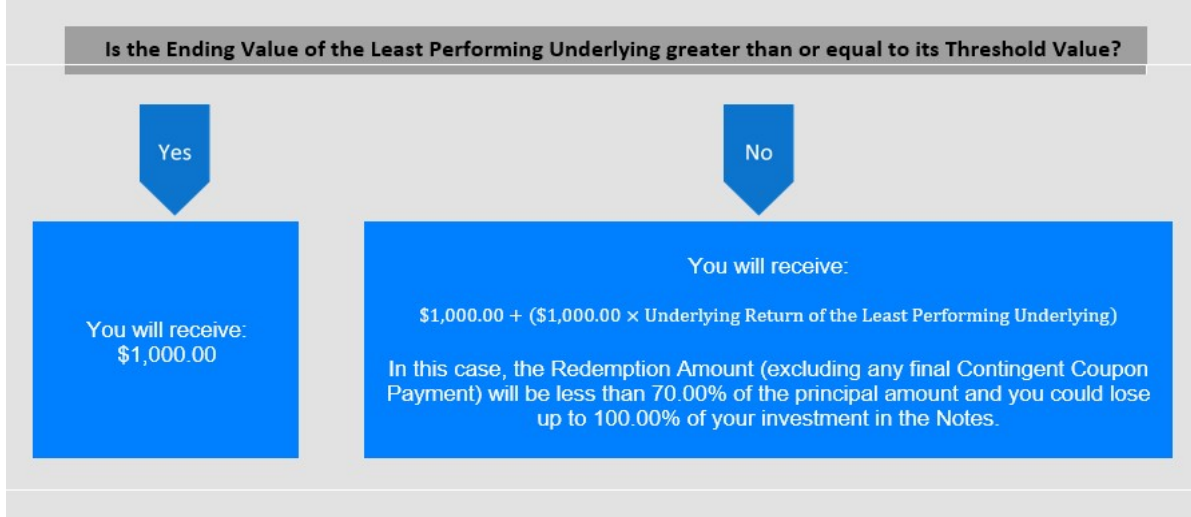 Is the Ending Value of the Least Performing Underlying greater than or equal to its Threshold Value?
Yes
No
You will receive:
$1,000.00
You will receive:
$1,000.00 + ($1,000.00 × Underlying Return of the Least Performing Underlying)
In this case, the Redemption Amount (excluding any final Contingent Coupon
Payment) will be less than 70.00% of the principal amount and you could lose
up to 100.00% of your investment in the Notes.